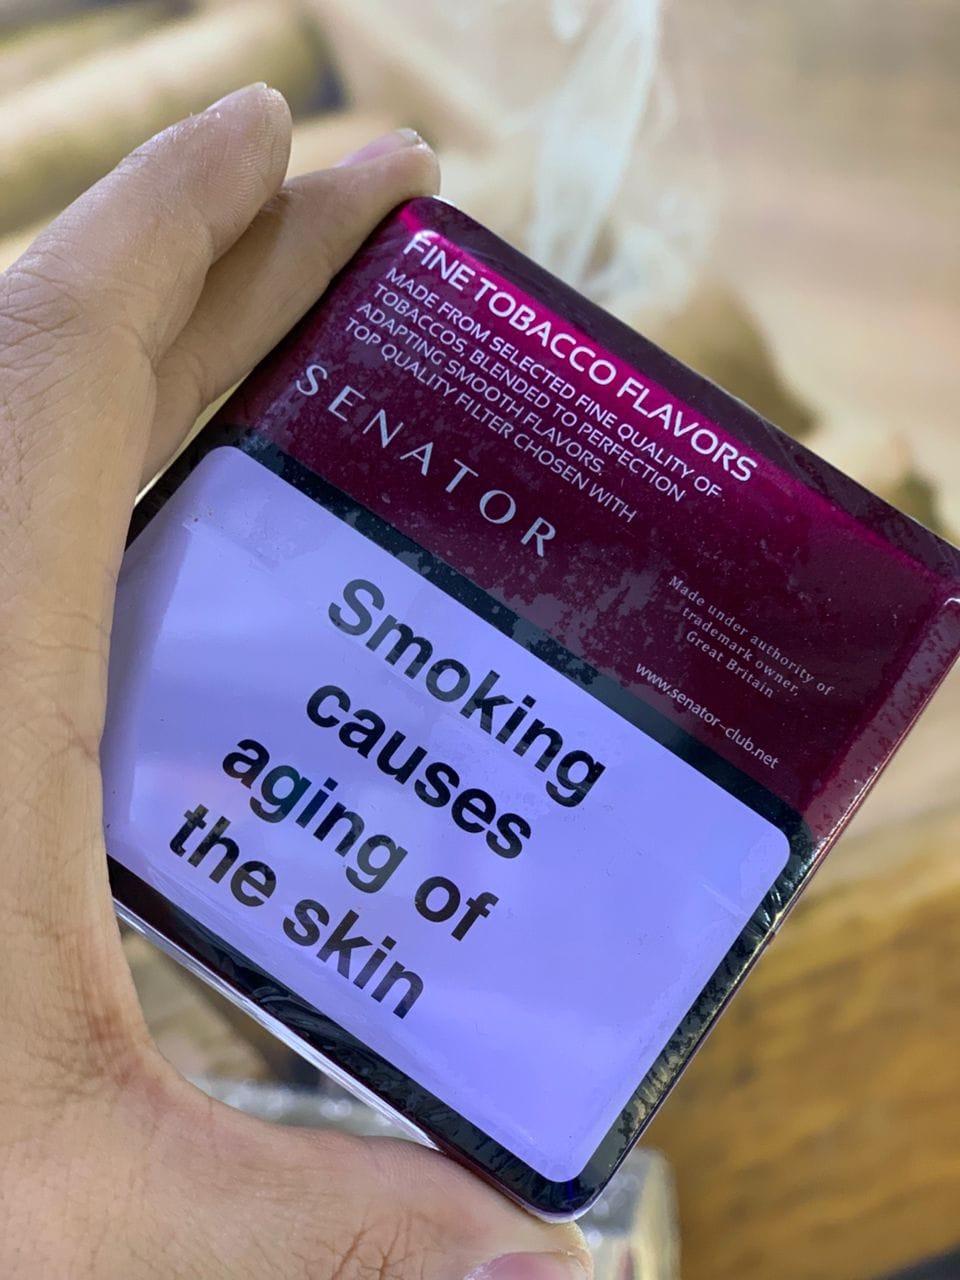 FINE TOBACCO FLAVORS
MADE FROM SELECTED FINE QUALITY OF
TOBACCOS, BLENDED TO PERFECTION
ADAPTING SMOOTH FLAVORS.
TOP QUALITY FILTER CHOSEN WITH
SENATOR
Made under authority of
trademark owner,
Great Britain
www.senator-club.net
Smoking
causes
aging of
the skin